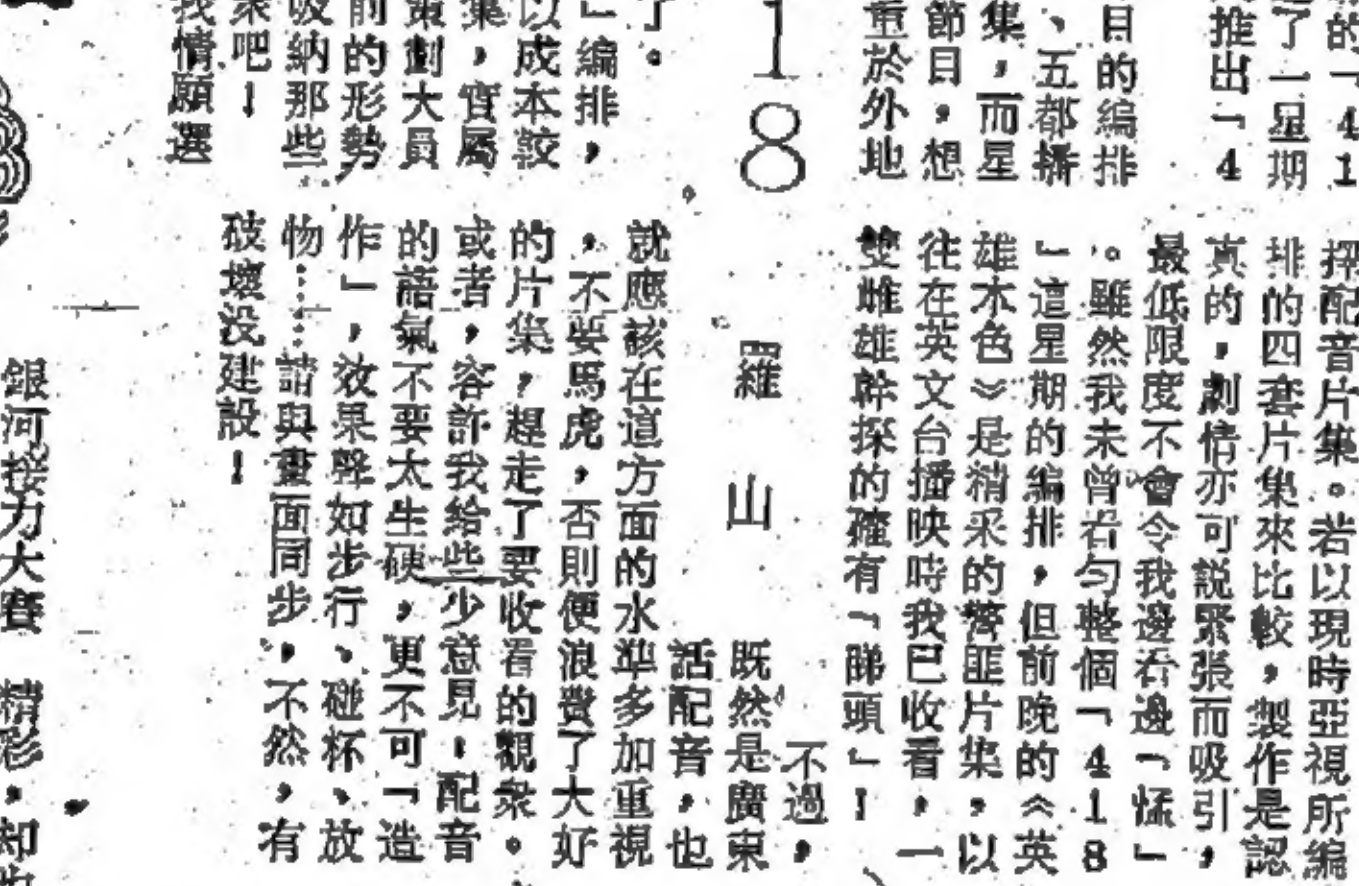 的「41
了一星期
推出「4
目的編排
、五都播
集，而星
節目，想
重於外地
18
了。
」編排，
以成本較
集，實屬
策劃大員
前的形勢
吸納那些
眾吧！
我情願選
羅山
採配音片集。若以現時亞視所編
排的四套片集來比較，製作是認
真的，劇情亦可說緊張而吸引，
最低限度不會令我邊看邊「」
。雖然我未曾看勻整個「418
」這星期的編排，但前晚的《英
雄本色》是精采的警匪片集，以
往在英文台播映時我已收看，一
雙雌雄幹探的確有「睇頭」！
不過，
既然是廣東
話配音，也
就應該在這方面的水準多加重視
，不要馬虎，否則便浪費了大好
的片集，趕走了要收看的觀衆。
或者，容許我給些少意見！配音
的語氣不要太生硬，更不可「造
作」，效果聲如步行、碰杯、放
物……請與畫面同步，不然，有
破壞没建設！
銀河接力大賽 精彩，却